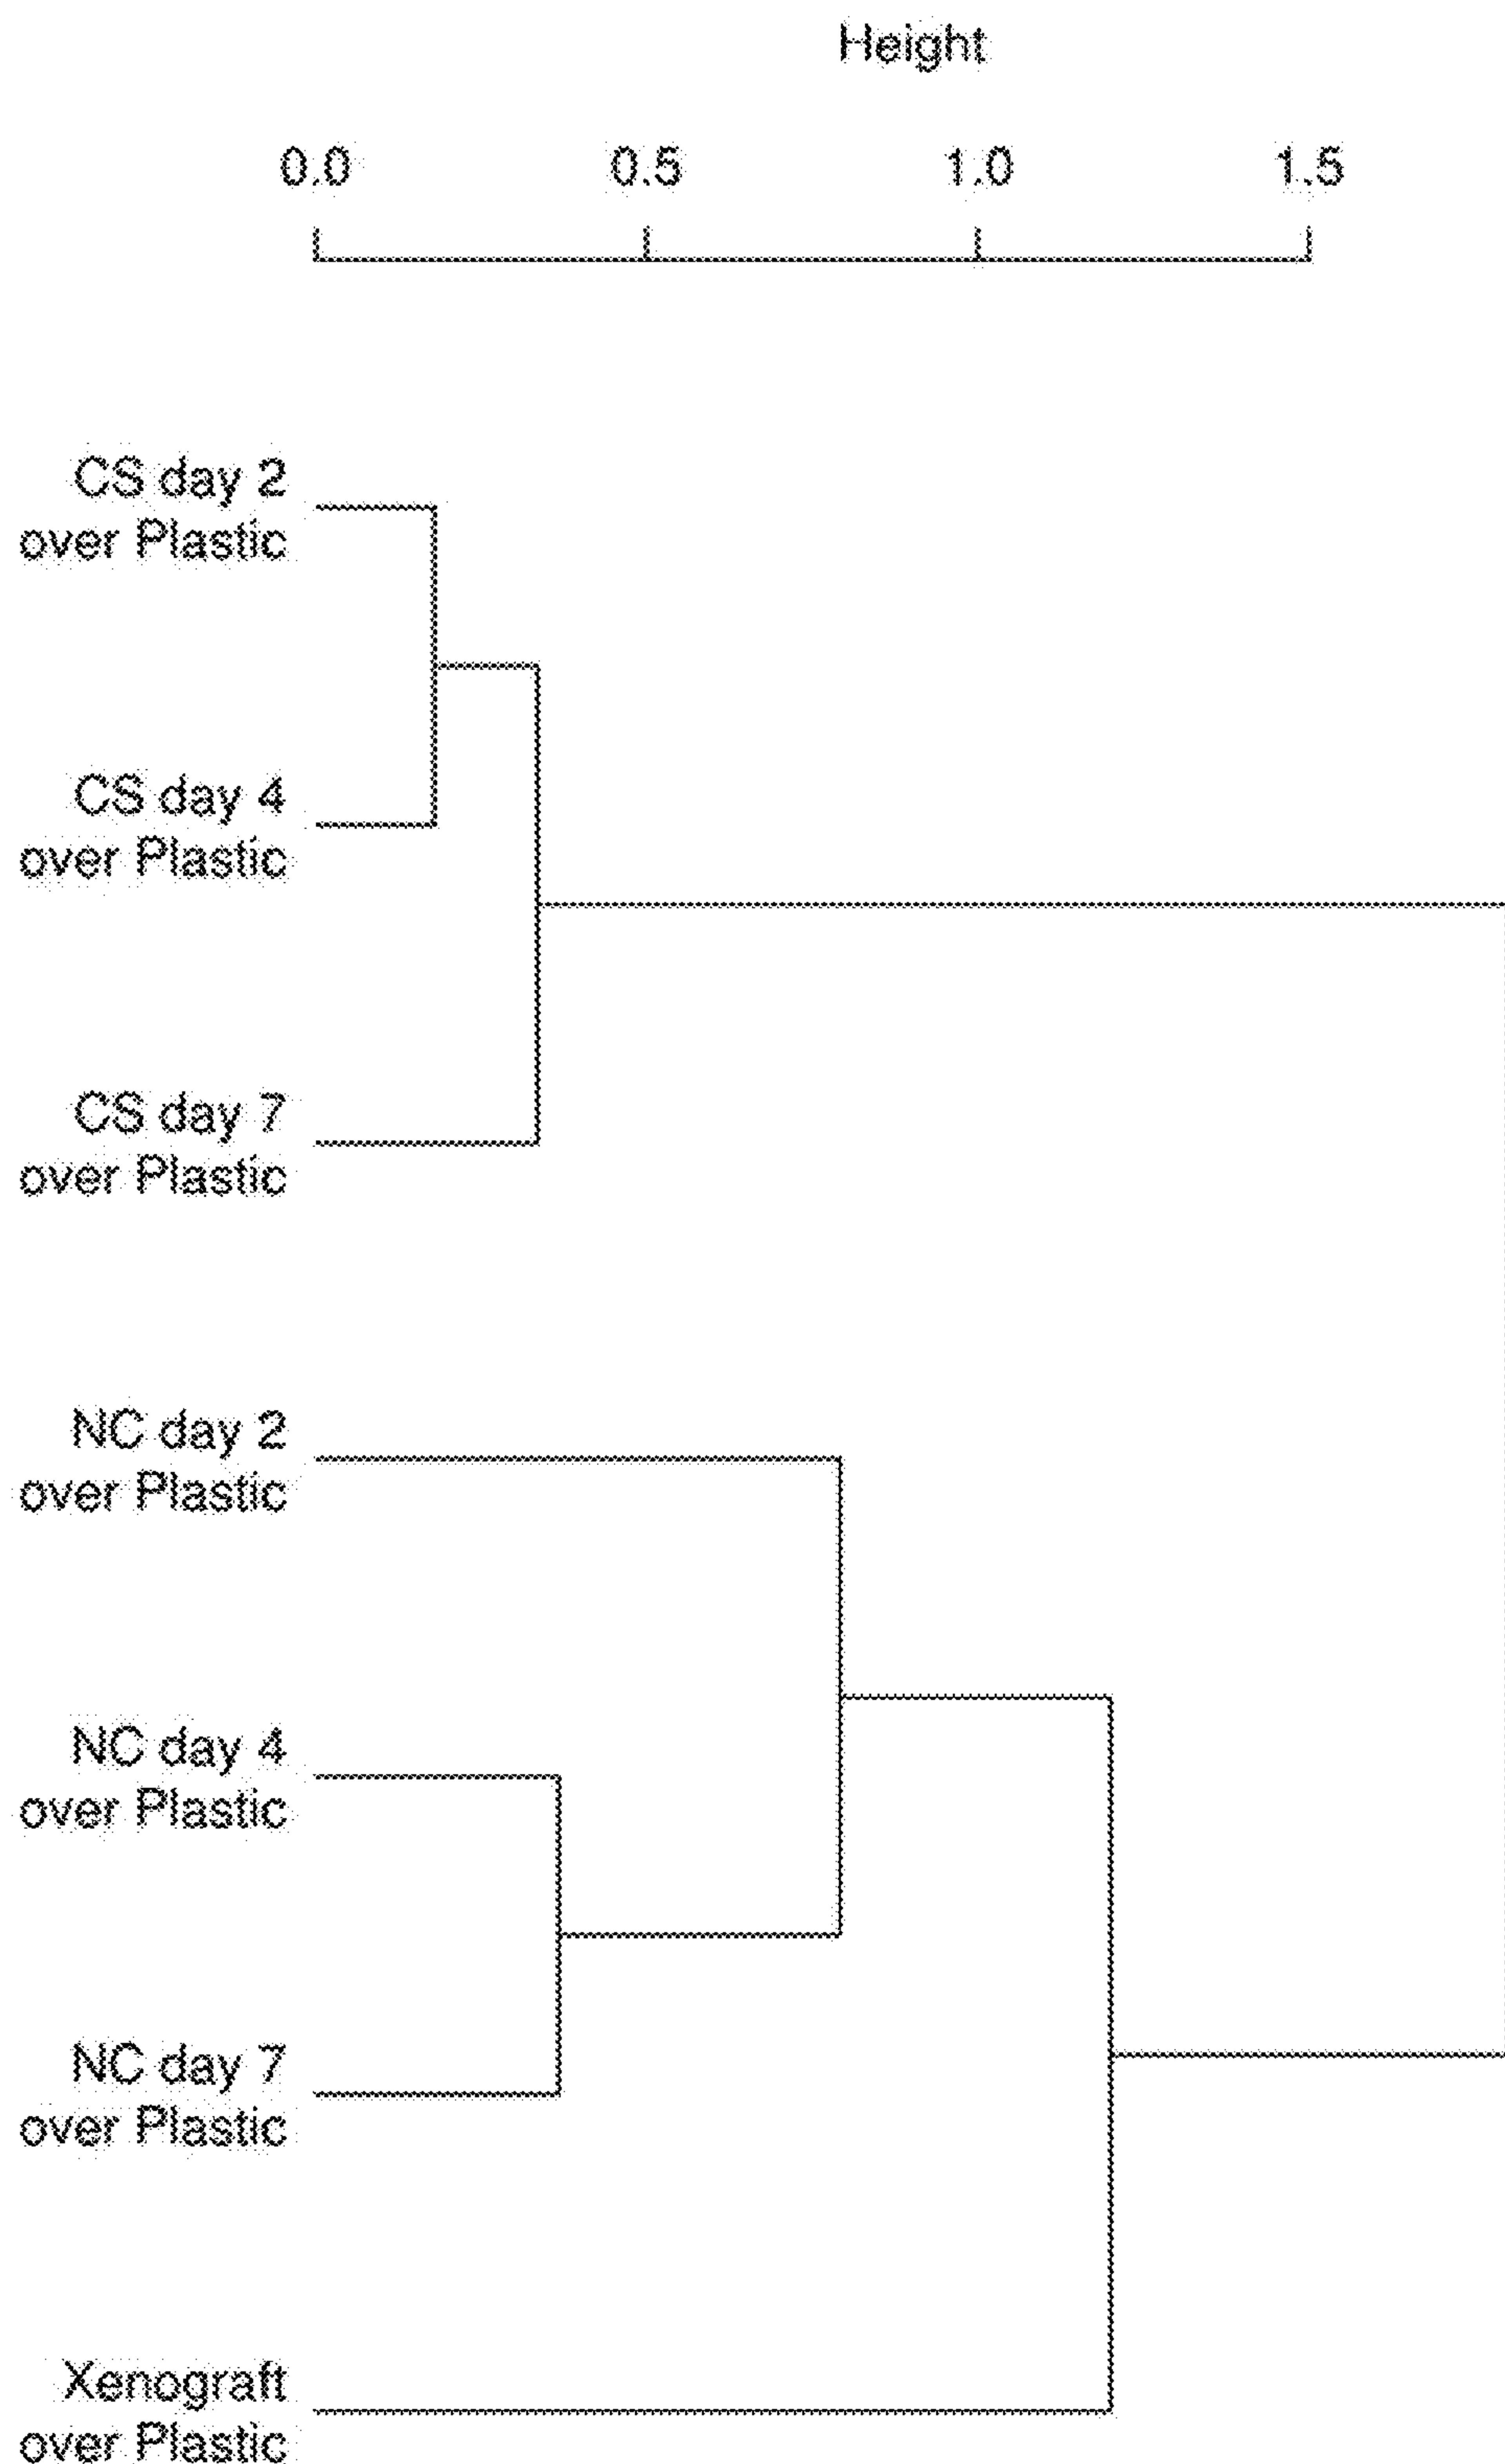 Height
0.0 0.5 1.0 1.5
CS day 2
over Plastic
CS day 4
over Plastic
CS day 7
over Plastic
NC day 2
over Plastic
NC day 4
over Plastic
NC day 7
over Plastic
Xenograft
over Plastic